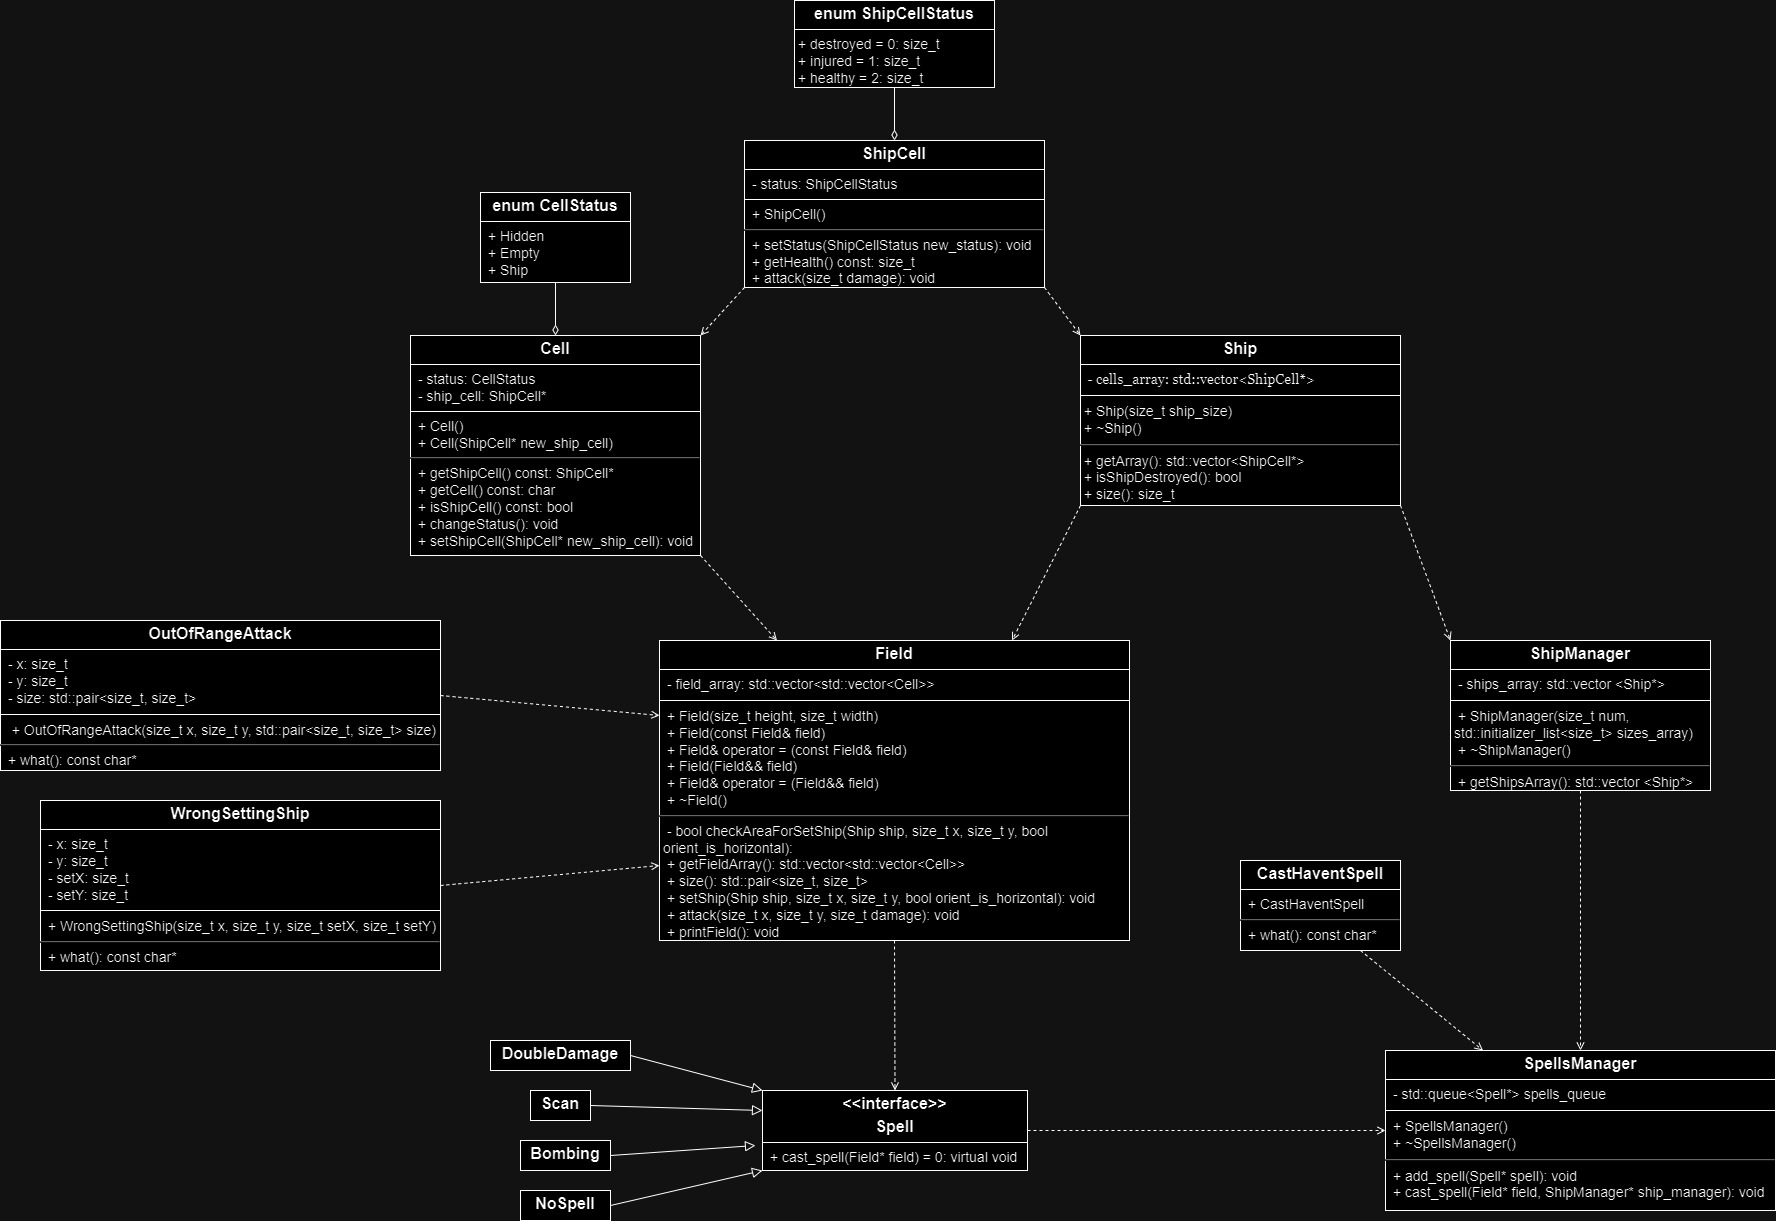 enum ShipCellStatus
+ destroyed = 0: size_t
+ injured = 1: size_t
+ healthy = 2: size_t
ShipCell
- status: ShipCellStatus
+ ShipCell()
+ setStatus(ShipCellStatus new_status): void
+ getHealth() const: size_t
+ attack(size_t damage): void
enum CellStatus
+ Hidden
+ Empty
+ Ship
Cell
- status: CellStatus
- ship_cell: ShipCell*
+ Cell()
+ Cell(ShipCell* new_ship_cell)
+ getShipCell() const: ShipCell*
+ getCell() const: char
+ isShipCell() const: bool
+ changeStatus(): void
+ setShipCell(ShipCell* new_ship_cell): void
Ship
- cells_array: std::vector<ShipCell*>
+ Ship(size_t ship_size)
+ ~Ship()
+ getArray(): std::vector<ShipCell*>
+ isShipDestroyed(): bool
+ size(): size_t
OutOfRangeAttack
- x: size_t
- y: size_t
- size: std::pair<size_t, size_t>
+ OutOfRangeAttack(size_t x, size_t y, std::pair<size_t, size_t> size)
+ what(): const char*
Field
- field_array: std::vector<std::vector<Cell>>
+ Field(size_t height, size_t width)
+ Field(const Field& field)
+ Field& operator = (const Field& field)
+ Field(Field&& field)
+ Field& operator = (Field&& field)
+ ~Field()
- bool checkAreaForSetShip(Ship ship, size_t x, size_t y, bool
orient_is_horizontal):
+ getFieldArray(): std::vector<std::vector<Cell>>
+ size(): std::pair<size_t, size_t>
+ setShip(Ship ship, size_t x, size_t y, bool orient_is_horizontal): void
+ attack(size_t x, size_t y, size_t damage): void
+ printField(): void
ShipManager
- ships_array: std::vector <Ship*>
+ ShipManager(size_t num,
std::initializer_list<size_t> sizes_array)
+ ~ShipManager()
+ getShipsArray(): std::vector <Ship*>
WrongSettingShip
- x: size_t
- y: size_t
- setX: size_t
- setY: size_t
+ WrongSettingShip(size_t x, size_t y, size_t setX, size_t setY)
+ what(): const char*
CastHaventSpell
+ CastHaventSpell
+ what(): const char*
DoubleDamage
Scan
Bombing
NoSpell
<<interface>>
Spell
+ cast_spell(Field* field) = 0: virtual void
SpellsManager
- std::queue<Spell*> spells_queue
+ SpellsManager()
+ ~SpellsManager()
+ add_spell(Spell* spell): void
+ cast_spell(Field* field, ShipManager* ship_manager): void